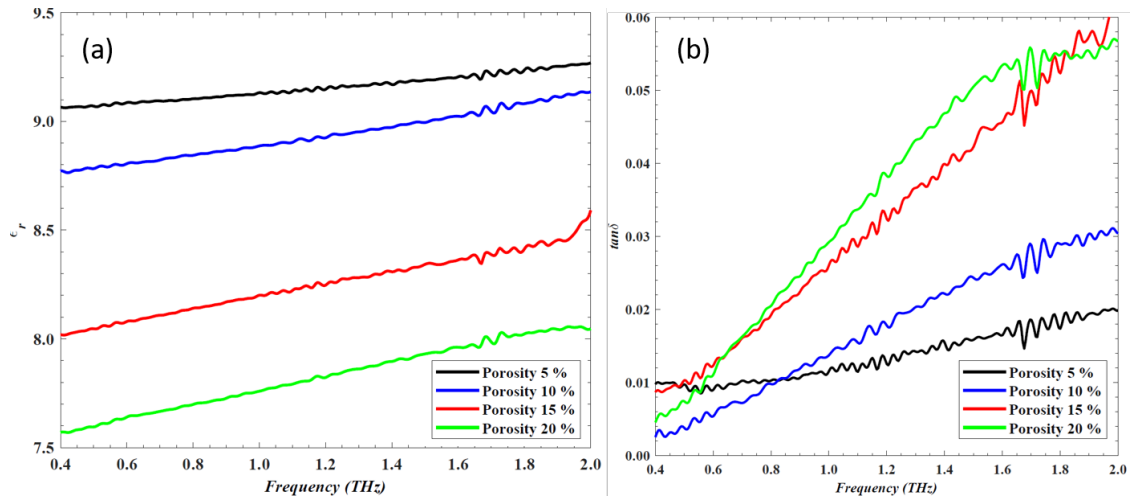 (a)
9.5
9.0
8.5
8.0
7.5
ϵr
0.4 0.6 0.8 1.0 1.2 1.4 1.6 1.8 2.0
Frequency (THz)
Porosity 5 %
Porosity 10 %
Porosity 15 %
Porosity 20 %
(b)
0.06
0.05
0.04
0.03
0.02
0.01
0.00
tanδ
0.4 0.6 0.8 1.0 1.2 1.4 1.6 1.8 2.0
Frequency (THz)
Porosity 5 %
Porosity 10 %
Porosity 15 %
Porosity 20 %